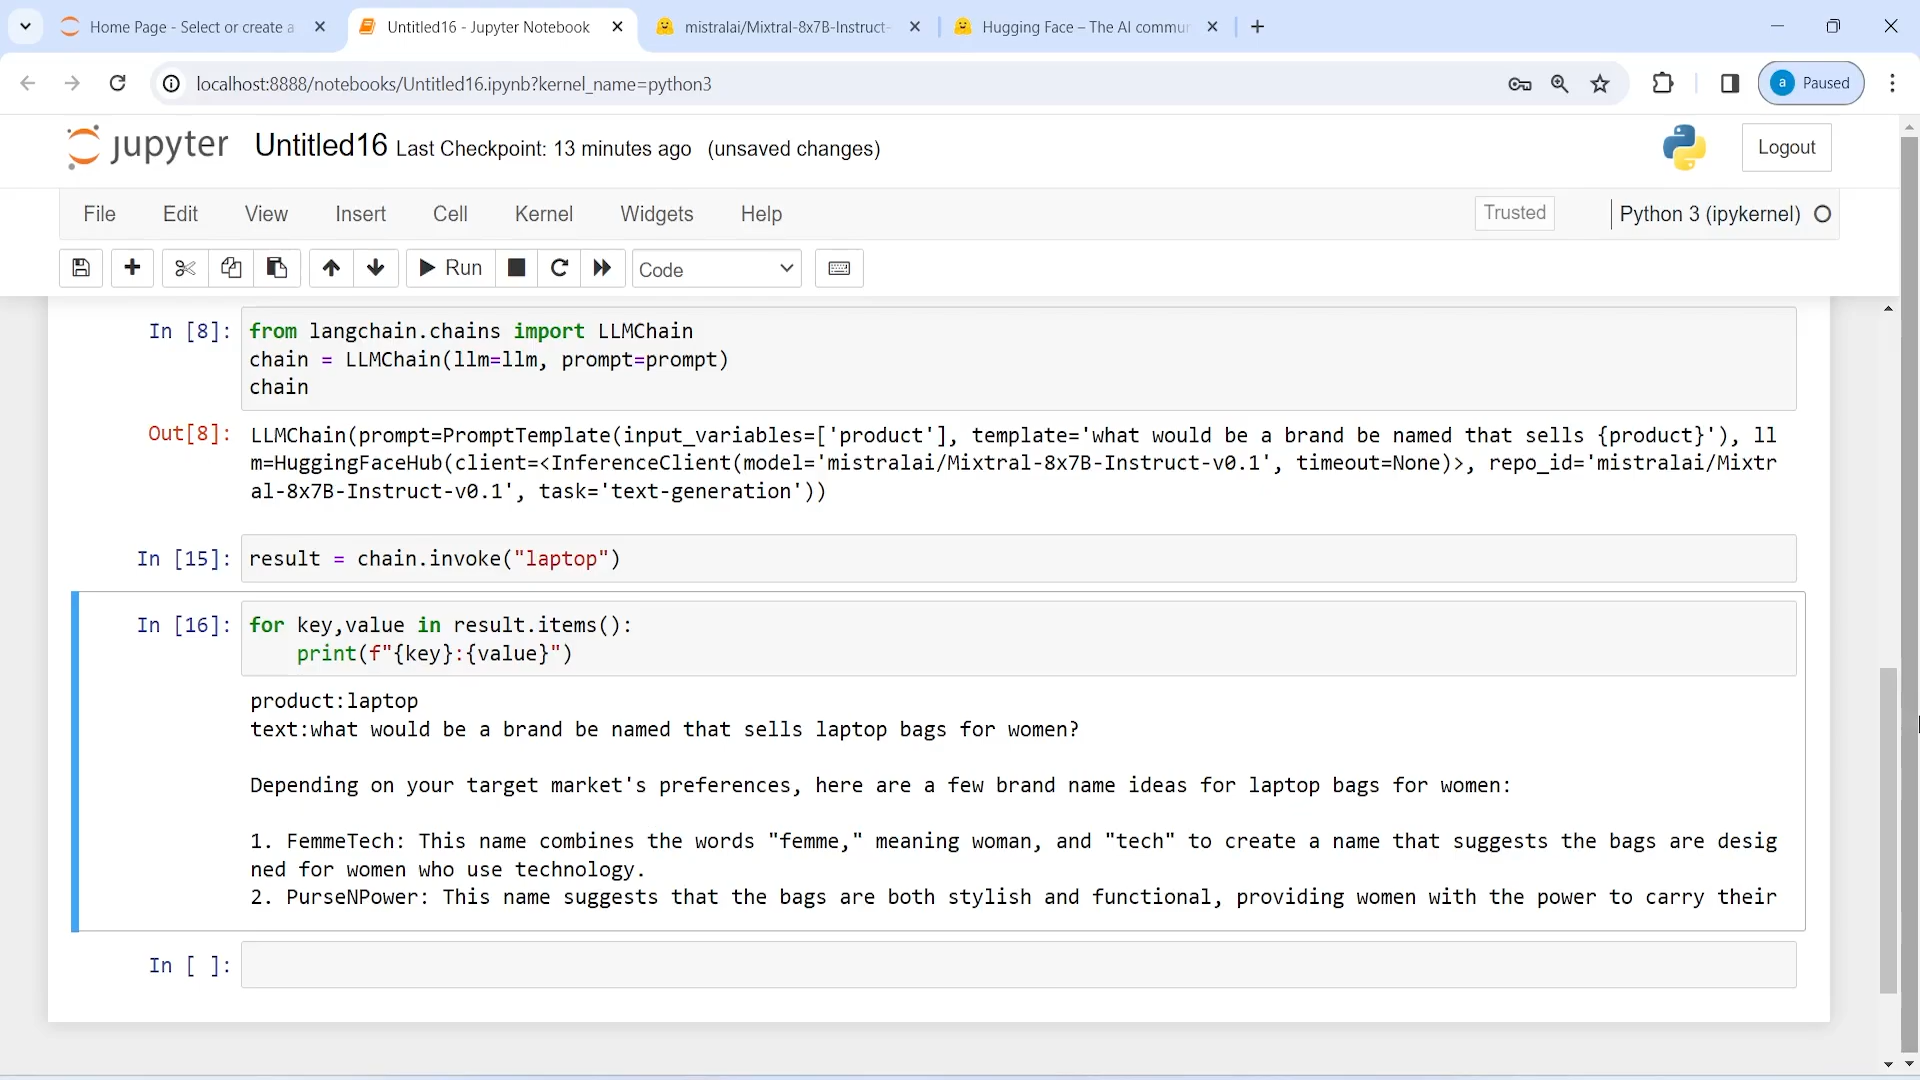 Home Page - Select or create a
Untitled16 - Jupyter Notebook
mistralai/Mixtral-8x7B-Instruct-
Hugging Face – The AI commun
localhost:8888/notebooks/Untitled16.ipynb?kernel_name=python3
a Paused
jupyter Untitled16 Last Checkpoint: 13 minutes ago (unsaved changes)
Logout
File Edit View Insert Cell Kernel Widgets Help
Trusted
Python 3 (ipykernel)
Run
Code
In [8]: from langchain.chains import LLMChain
chain = LLMChain(llm=llm, prompt=prompt)
chain
Out[8]: LLMChain(prompt=PromptTemplate(input_variables=['product'], template='what would be a brand be named that sells {product}'), ll
m=HuggingFaceHub(client=<InferenceClient(model='mistralai/Mixtral-8x7B-Instruct-v0.1', timeout=None)>, repo_id='mistralai/Mixtr
al-8x7B-Instruct-v0.1', task='text-generation'))
In [15]: result = chain.invoke("laptop")
In [16]: for key,value in result.items():
print(f"{key}:{value}")
product:laptop
text:what would be a brand be named that sells laptop bags for women?
Depending on your target market's preferences, here are a few brand name ideas for laptop bags for women:
1. FemmeTech: This name combines the words "femme," meaning woman, and "tech" to create a name that suggests the bags are desig
ned for women who use technology.
2. PurseNPower: This name suggests that the bags are both stylish and functional, providing women with the power to carry their
In [ ]: